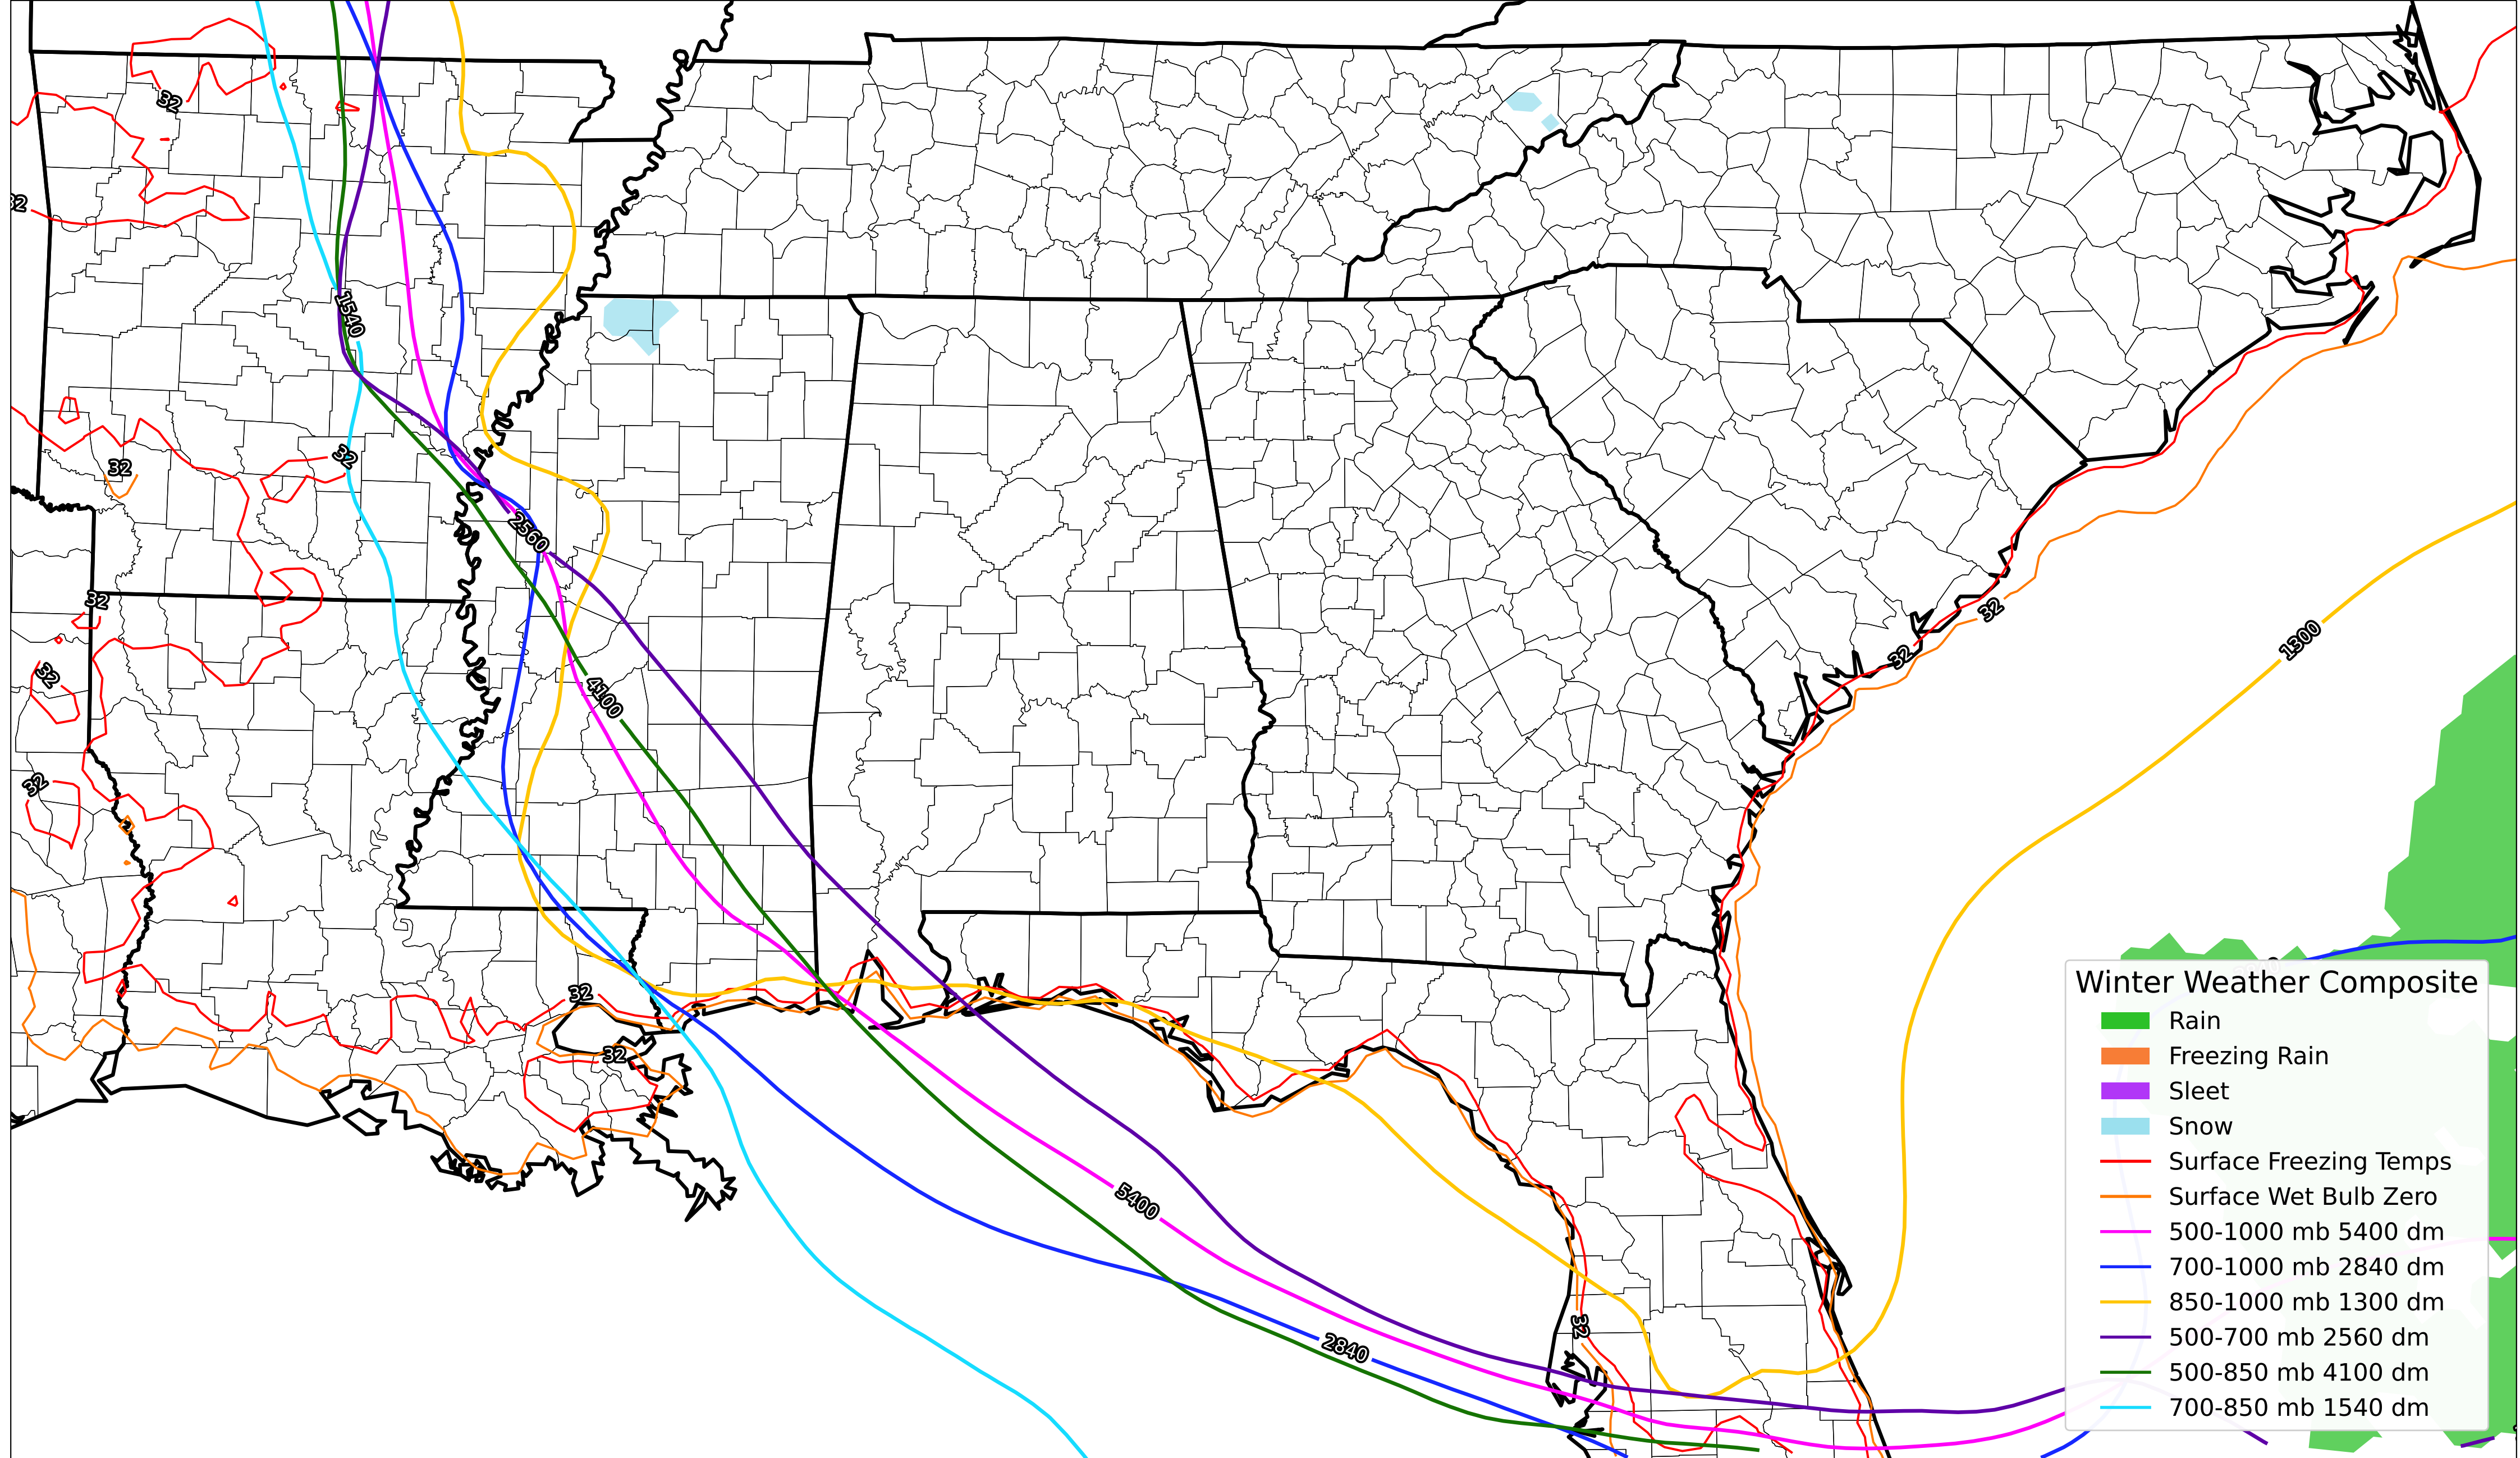 32
32
1540
32
32
2560
32
32
32
1300
32
4100
32
32
32
5400
32
2840
Winter Weather Composite
Rain
Freezing Rain
Sleet
Snow
Surface Freezing Temps
Surface Wet Bulb Zero
500-1000 mb 5400 dm
700-1000 mb 2840 dm
850-1000 mb 1300 dm
500-700 mb 2560 dm
500-850 mb 4100 dm
700-850 mb 1540 dm